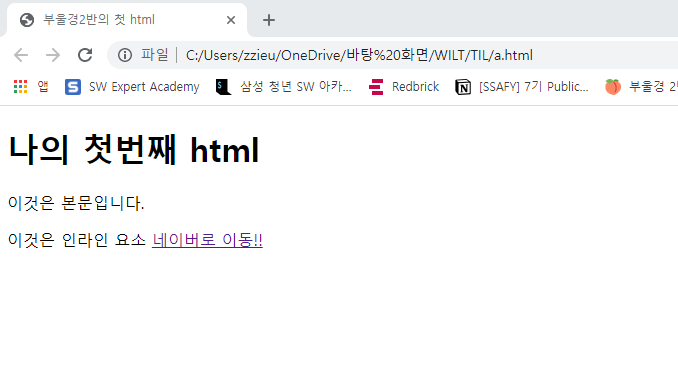 부울경2반의 첫 html
파일 C:/Users/zzieu/OneDrive/바탕%20화면/WILT/TIL/a.html
앱 SW Expert Academy 삼성 청년 SW 아카... Redbrick [SSAFY] 7기 Public... 부울경 2
나의 첫번째 html
이것은 본문입니다.
이것은 인라인 요소 네이버로 이동!!